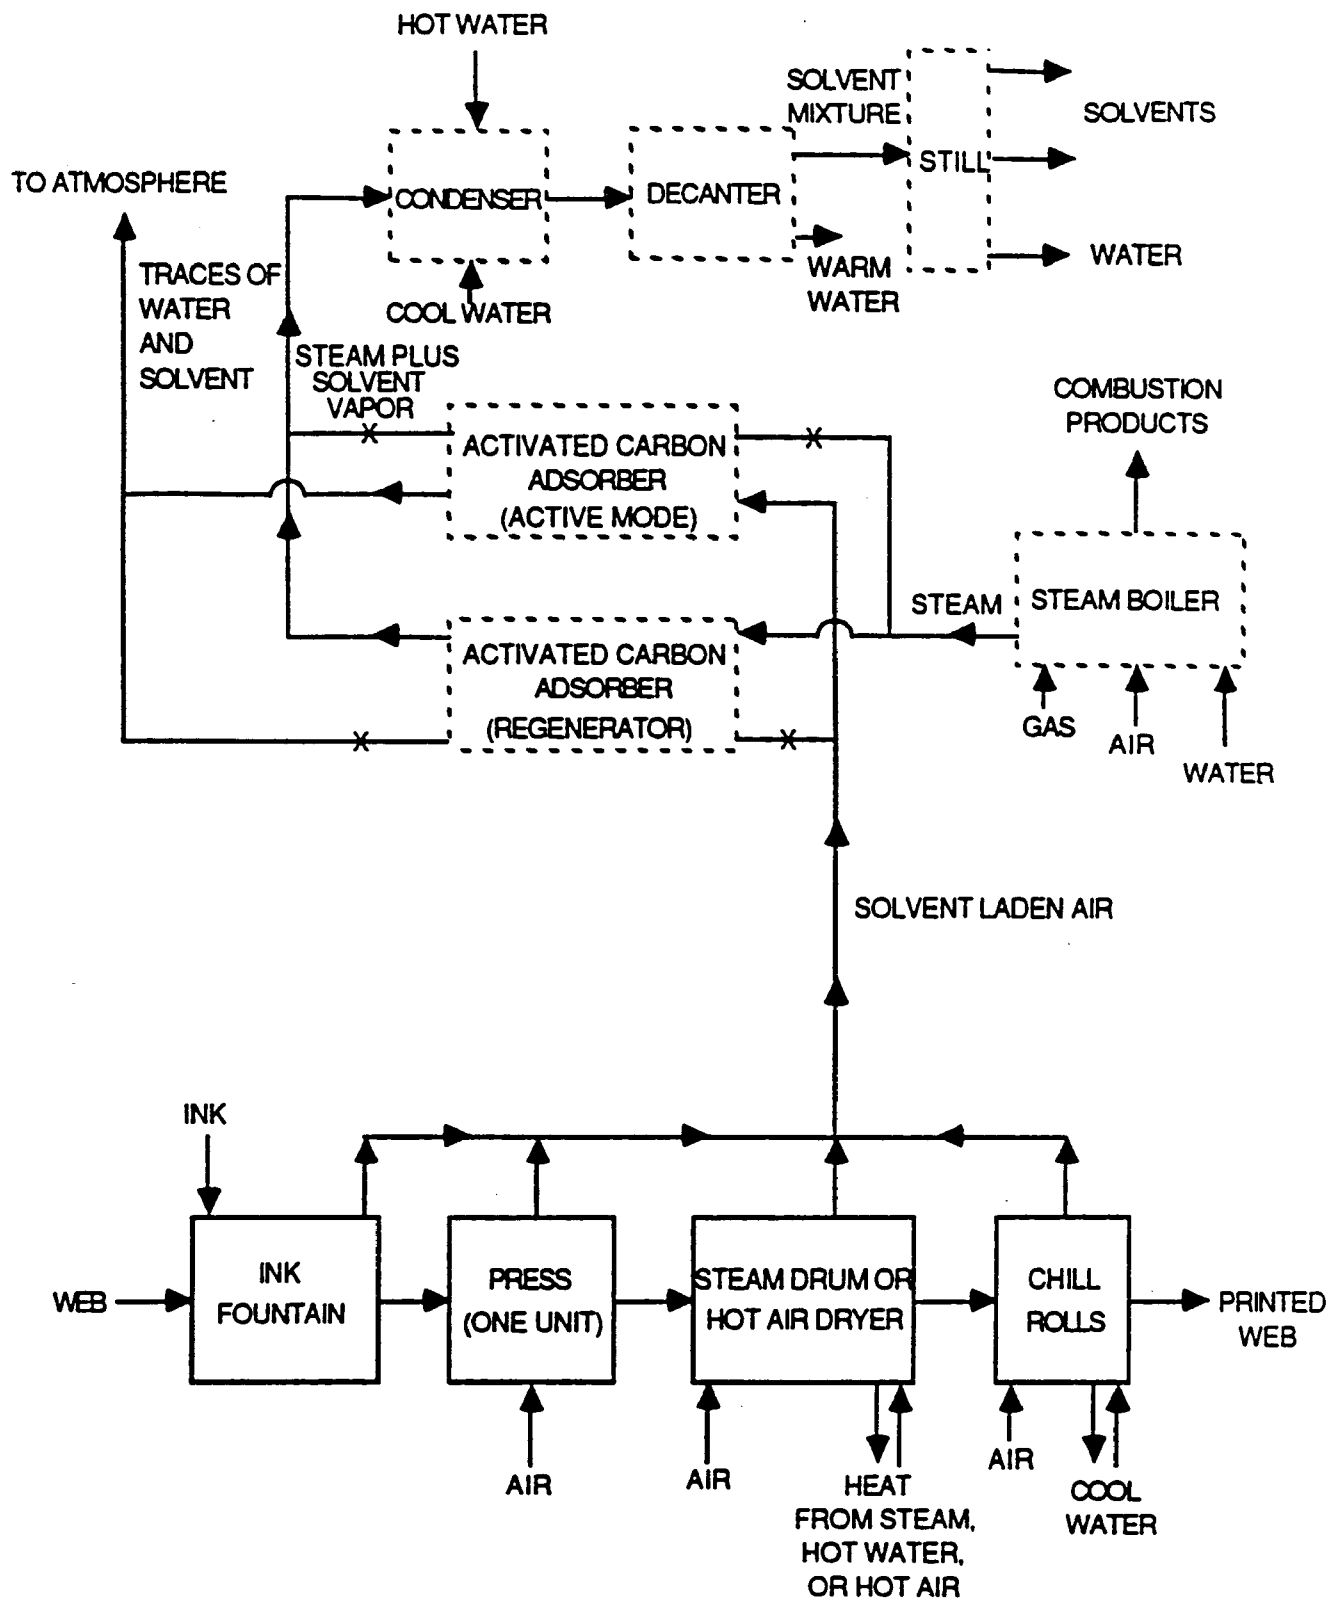 HOT WATER
SOLVENT
MIXTURE
SOLVENTS
STILL
TO ATMOSPHERE
CONDENSER
DECANTER
WATER
WARM
WATER
TRACES OF
WATER
AND
SOLVENT
COOL WATER
STEAM PLUS
SOLVENT
VAPOR
COMBUSTION
PRODUCTS
ACTIVATED CARBON
ADSORBER
(ACTIVE MODE)
STEAM
STEAM BOILER
ACTIVATED CARBON
ADSORBER
(REGENERATOR)
GAS
AIR
WATER
SOLVENT LADEN AIR
INK
WEB
INK
FOUNTAIN
PRESS
(ONE UNIT)
STEAM DRUM OR
HOT AIR DRYER
CHILL
ROLLS
PRINTED
WEB
AIR
AIR
HEAT
FROM STEAM,
HOT WATER,
OR HOT AIR
AIR
COOL
WATER